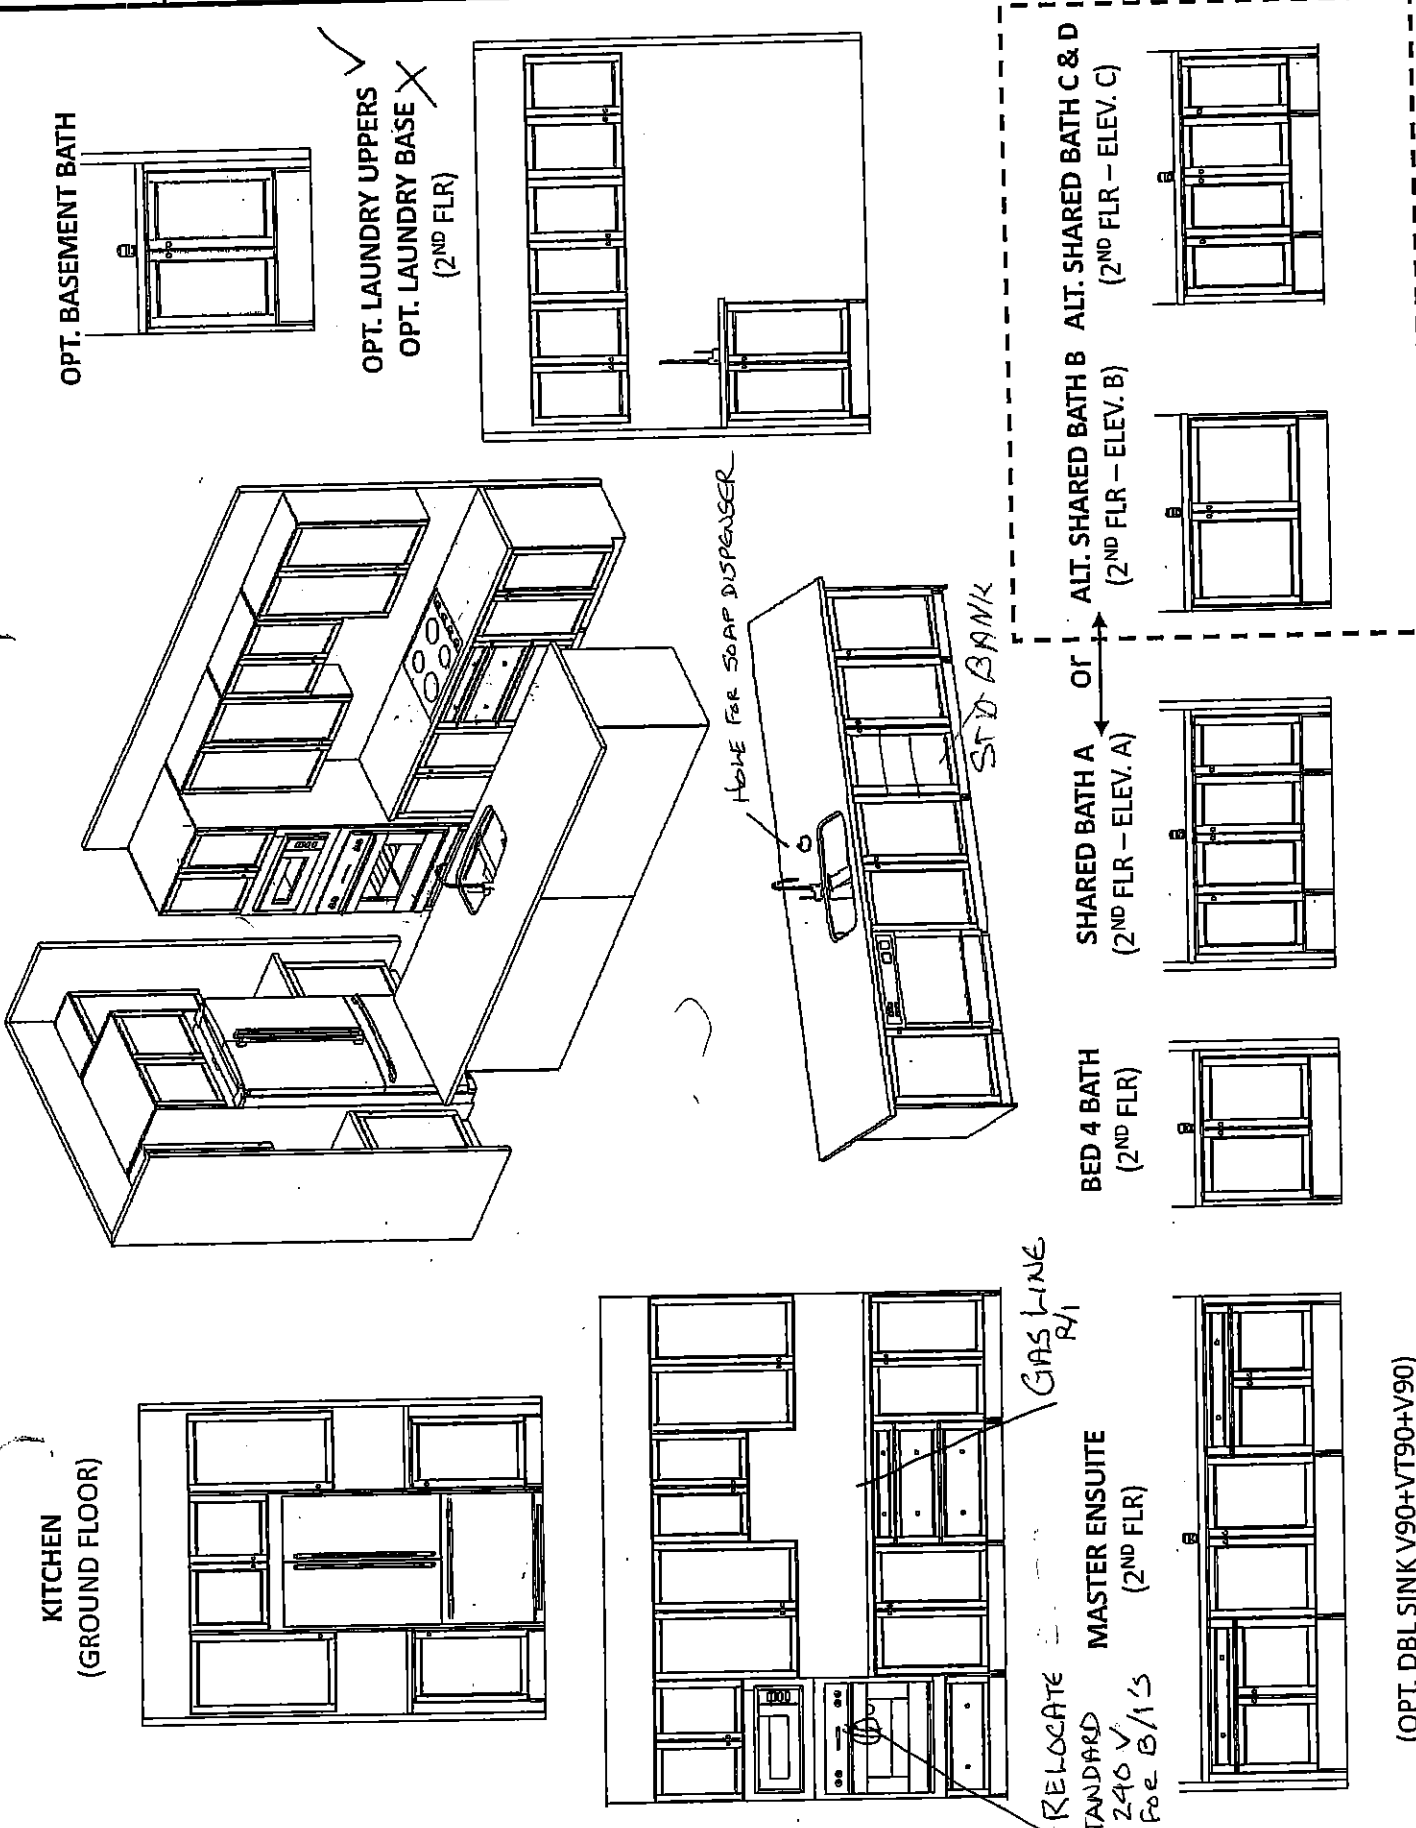 KITCHEN
(GROUND FLOOR)
OPT. BASEMENT BATH
OPT. LAUNDRY UPPERS ✓
OPT. LAUNDRY BASE X
(2ND FLR)
HOLE FOR SOAP DISPENSER
STD BANK
GAS LINE
R/I
RELOCATE
STANDARD
240 V
FOR B/I'S
MASTER ENSUITE
(2ND FLR)
BED 4 BATH
(2ND FLR)
SHARED BATH A
(2ND FLR – ELEV. A)
or
ALT. SHARED BATH B
(2ND FLR – ELEV. B)
ALT. SHARED BATH C & D
(2ND FLR – ELEV. C)
(OPT. DBL SINK V90+VT90+V90)